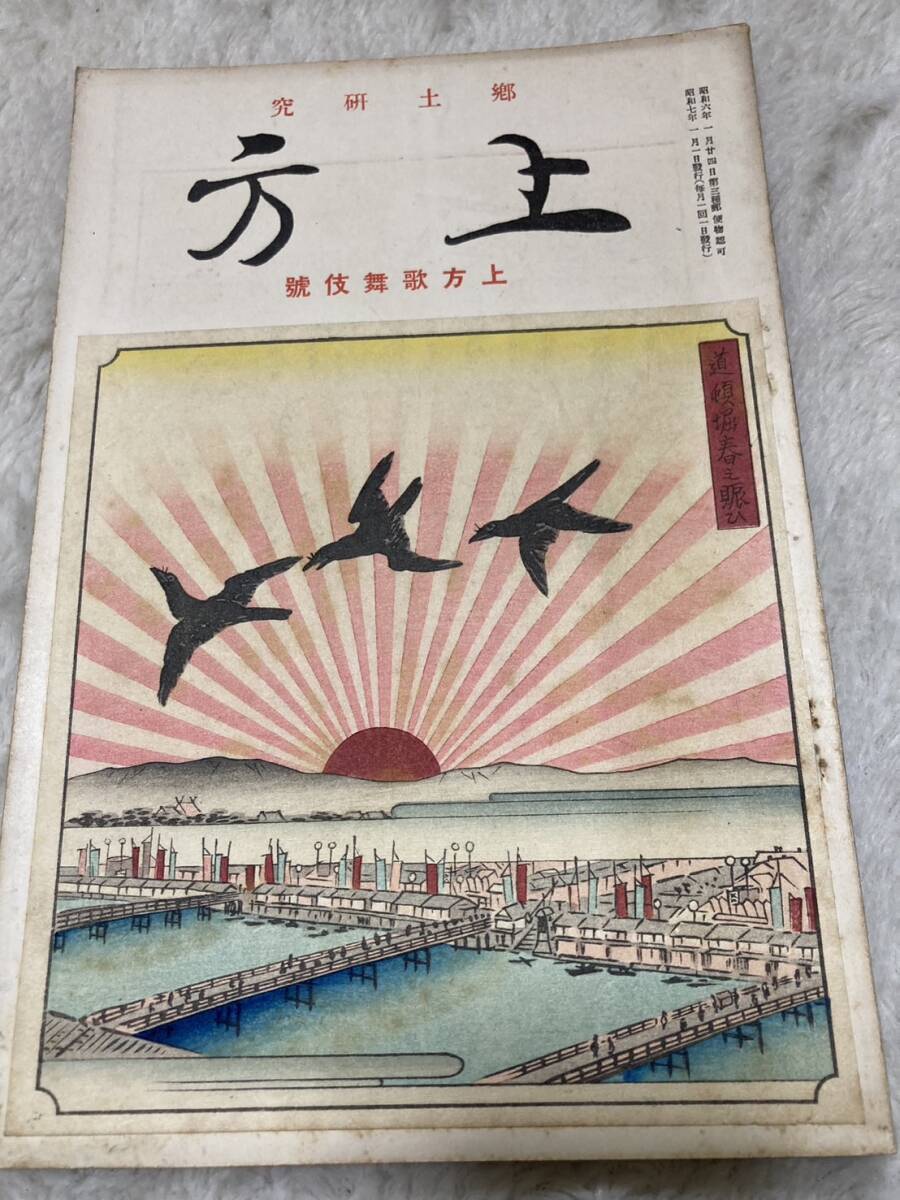 郷土研究
上方
上方歌舞伎號
昭和六年一月廿四日第三種郵便物認可
昭和七年一月一日發行(毎月一回一日發行)
道頓堀春之賑ひ